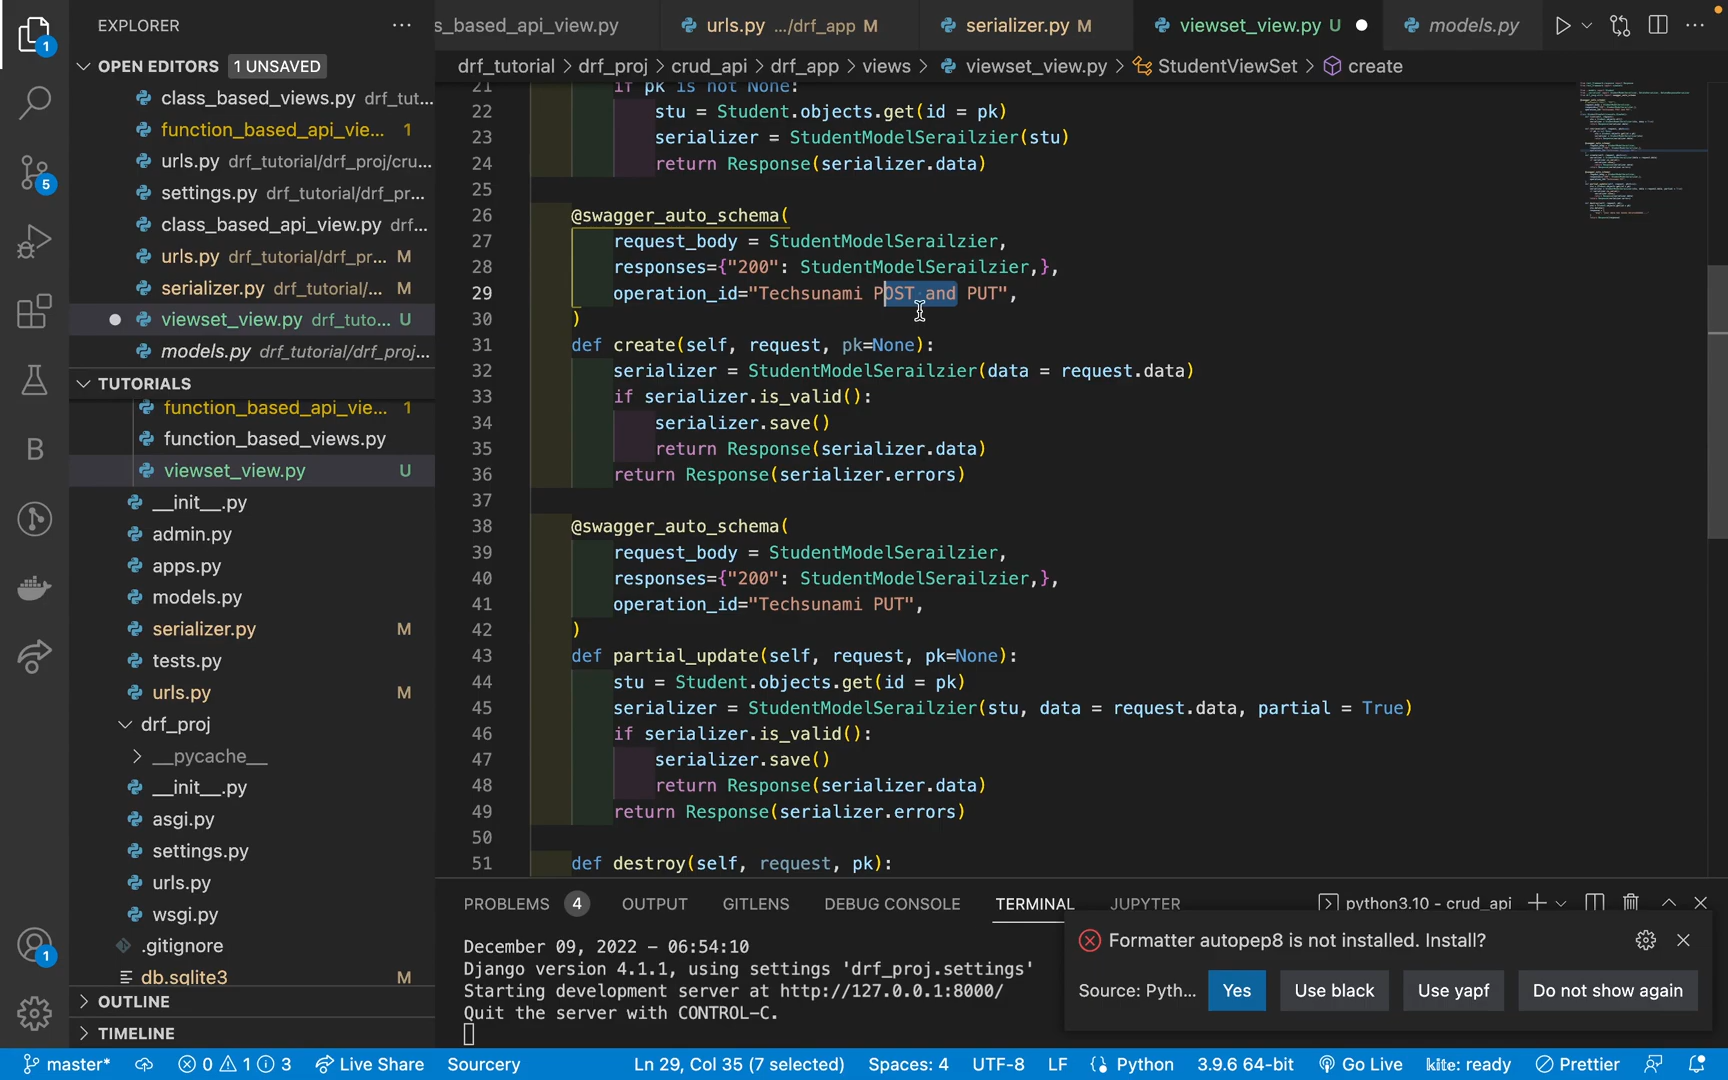 EXPLORER ···
s_based_api_view.py urls.py .../drf_app M serializer.py M viewset_view.py U models.py
OPEN EDITORS 1 UNSAVED
drf_tutorial > drf_proj > crud_api > drf_app > views > viewset_view.py > StudentViewSet > create
class_based_views.py drf_tut...
function_based_api_vie... 1
urls.py drf_tutorial/drf_proj/cru...
settings.py drf_tutorial/drf_pr...
class_based_api_view.py drf...
urls.py drf_tutorial/drf_pr... M
serializer.py drf_tutorial/... M
viewset_view.py drf_tuto... U
models.py drf_tutorial/drf_proj...
TUTORIALS
function_based_api_vie... 1
function_based_views.py
viewset_view.py U
__init__.py
admin.py
apps.py
models.py
serializer.py M
tests.py
urls.py M
drf_proj
__pycache__
__init__.py
asgi.py
settings.py
urls.py
wsgi.py
.gitignore
db.sqlite3 M
OUTLINE
TIMELINE
21 if pk is not None:
22 stu = Student.objects.get(id = pk)
23 serializer = StudentModelSerailzier(stu)
24 return Response(serializer.data)
25
26 @swagger_auto_schema(
27 request_body = StudentModelSerailzier,
28 responses={"200": StudentModelSerailzier,},
29 operation_id="Techsunami POST and PUT",
30 )
31 def create(self, request, pk=None):
32 serializer = StudentModelSerailzier(data = request.data)
33 if serializer.is_valid():
34 serializer.save()
35 return Response(serializer.data)
36 return Response(serializer.errors)
37
38 @swagger_auto_schema(
39 request_body = StudentModelSerailzier,
40 responses={"200": StudentModelSerailzier,},
41 operation_id="Techsunami PUT",
42 )
43 def partial_update(self, request, pk=None):
44 stu = Student.objects.get(id = pk)
45 serializer = StudentModelSerailzier(stu, data = request.data, partial = True)
46 if serializer.is_valid():
47 serializer.save()
48 return Response(serializer.data)
49 return Response(serializer.errors)
50
51 def destroy(self, request, pk):
PROBLEMS 4 OUTPUT GITLENS DEBUG CONSOLE TERMINAL JUPYTER python3.10 - crud_api
December 09, 2022 - 06:54:10
Django version 4.1.1, using settings 'drf_proj.settings'
Starting development server at http://127.0.0.1:8000/
Quit the server with CONTROL-C.
Formatter autopep8 is not installed. Install?
Source: Pyth... Yes Use black Use yapf Do not show again
1
5
B
1
master* 0 1 3 Live Share Sourcery Ln 29, Col 35 (7 selected) Spaces: 4 UTF-8 LF Python 3.9.6 64-bit Go Live kite: ready Prettier